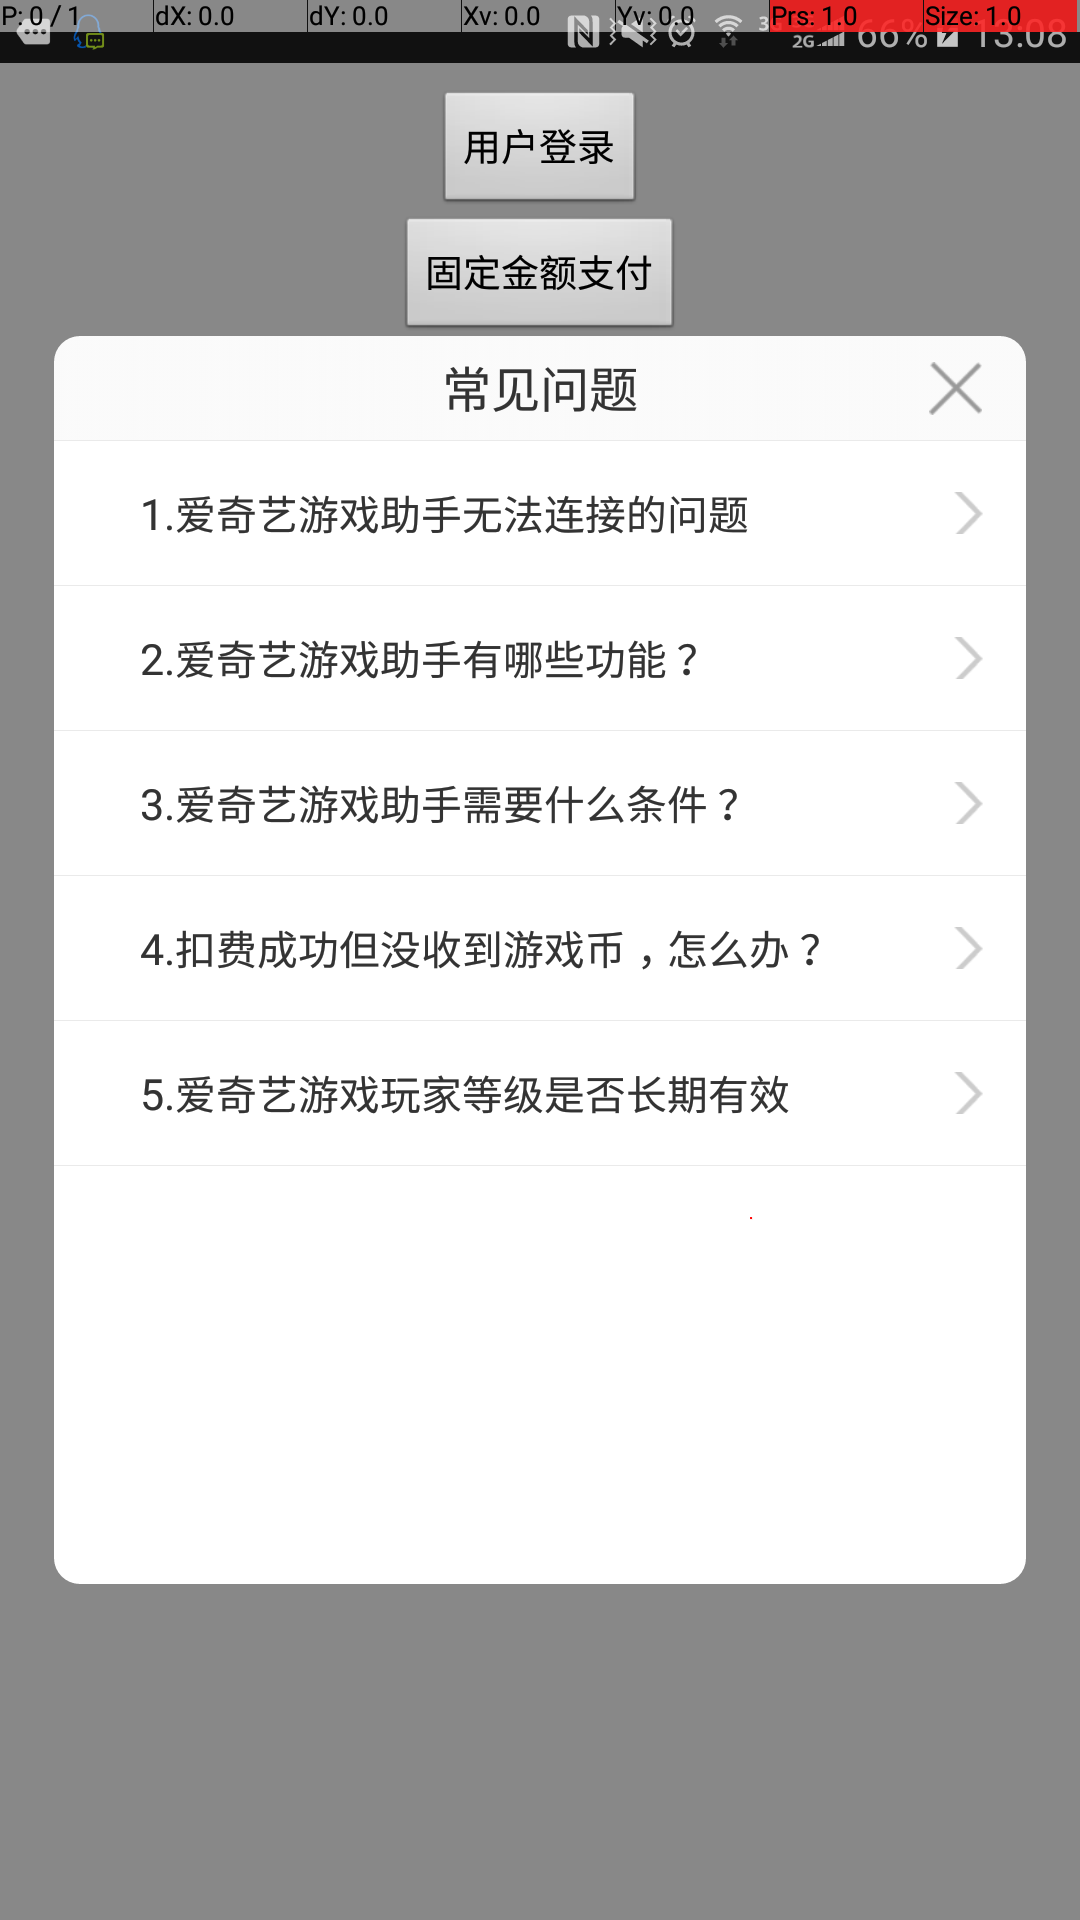 P: 0 / 1 dX: 0.0 dY: 0.0 Xv: 0.0 Yv: 0.0 Prs: 1.0 Size: 1.0
2G 66% 13:08
用户登录
固定金额支付
常见问题
1.爱奇艺游戏助手无法连接的问题
2.爱奇艺游戏助手有哪些功能？
3.爱奇艺游戏助手需要什么条件？
4.扣费成功但没收到游戏币，怎么办？
5.爱奇艺游戏玩家等级是否长期有效